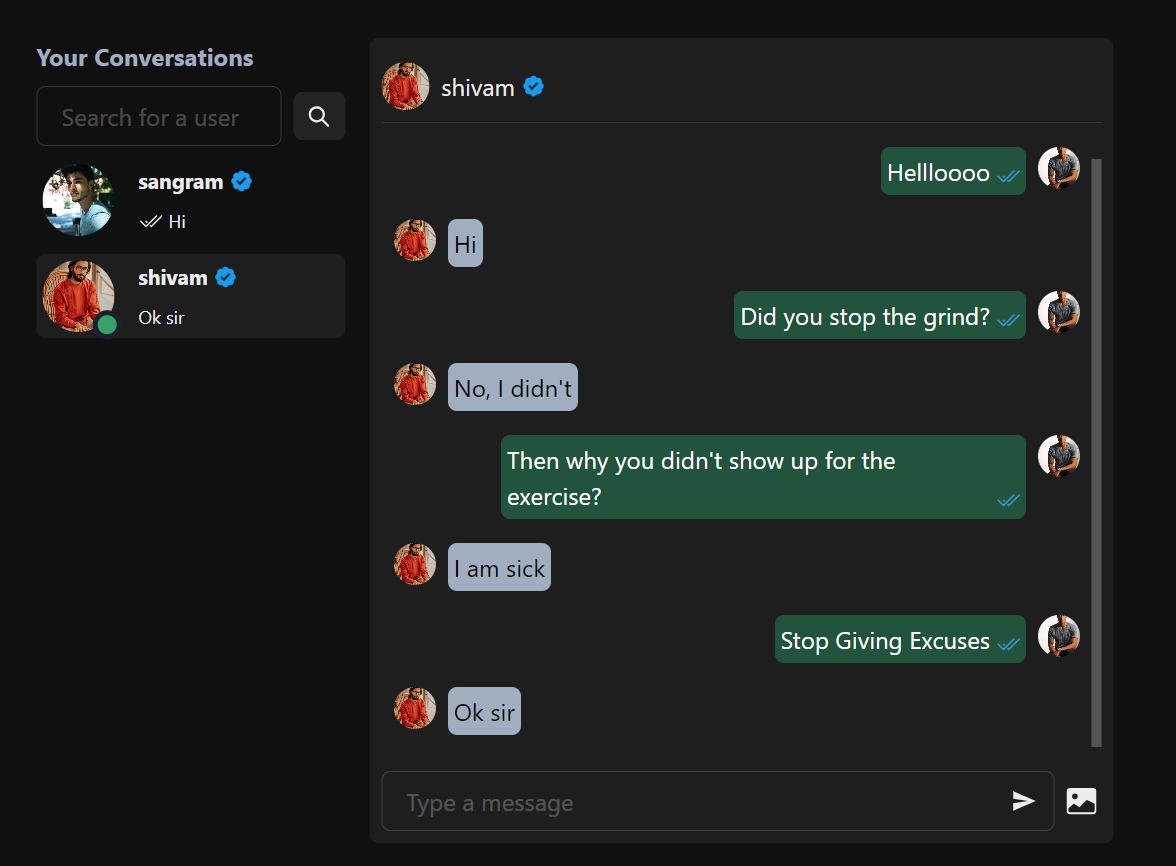 Your Conversations
Search for a user
sangram
Hi
shivam
Ok sir
shivam
Hellloooo
Hi
Did you stop the grind?
No, I didn't
Then why you didn't show up for the
exercise?
I am sick
Stop Giving Excuses
Ok sir
Type a message